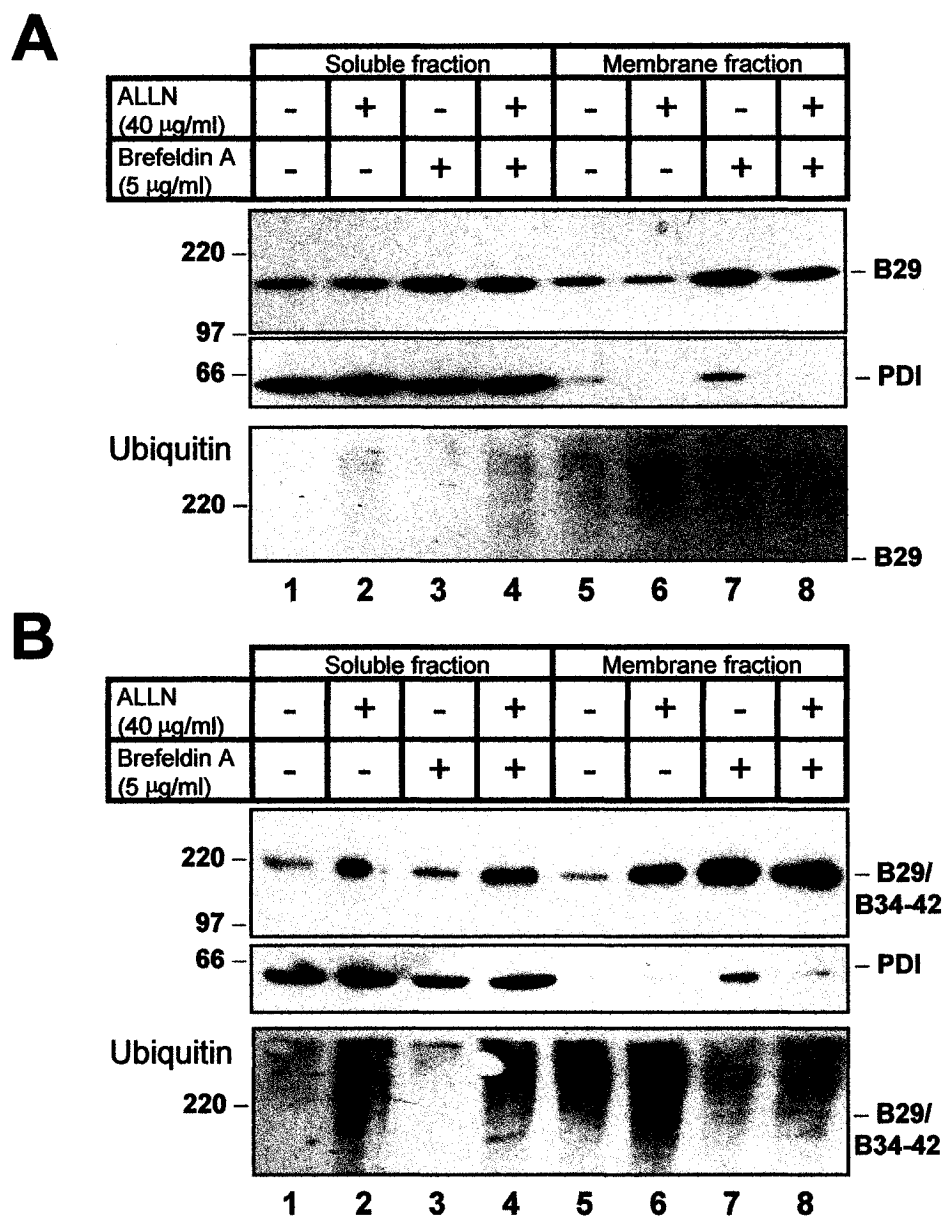 A
Soluble fraction Membrane fraction
ALLN
(40 µg/ml) - + - + - + - +
Brefeldin A
(5 µg/ml) - - + + - - + +
220 – – B29
97 –
66 – – PDI
Ubiquitin
220 –
– B29
1 2 3 4 5 6 7 8
B
Soluble fraction Membrane fraction
ALLN
(40 µg/ml) - + - + - + - +
Brefeldin A
(5 µg/ml) - - + + - - + +
220 – – B29/
B34-42
97 –
66 – – PDI
Ubiquitin
220 – – B29/
B34-42
1 2 3 4 5 6 7 8